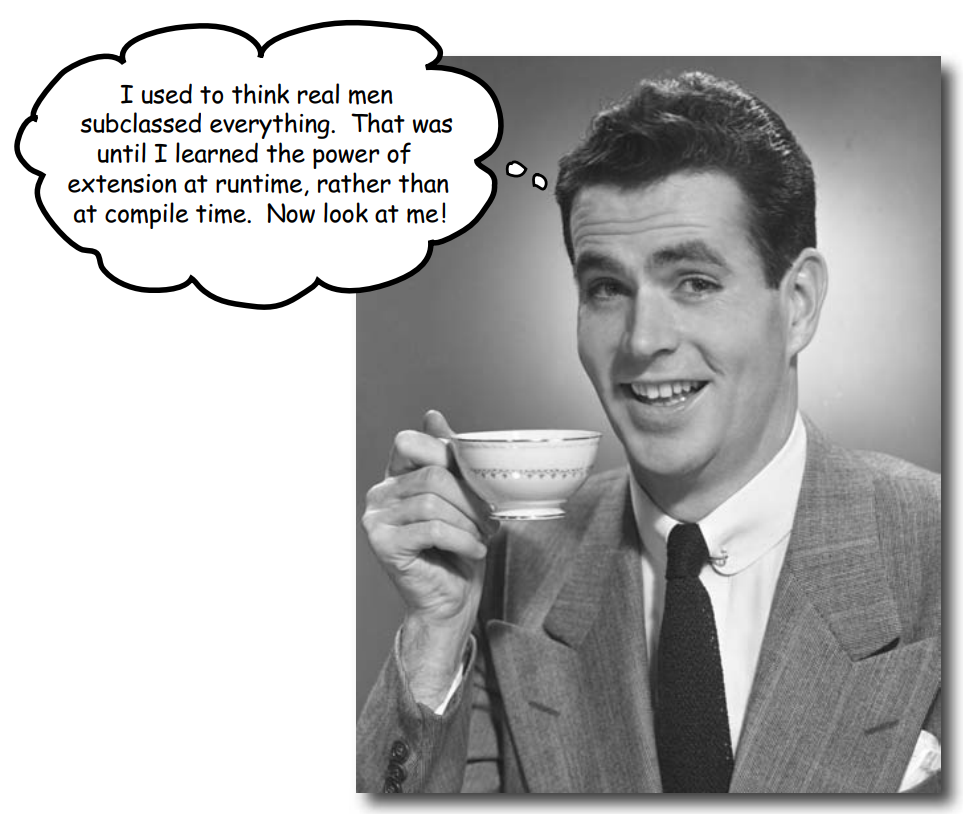 I used to think real men
subclassed everything.  That was
until I learned the power of
extension at runtime, rather than
at compile time.  Now look at me!